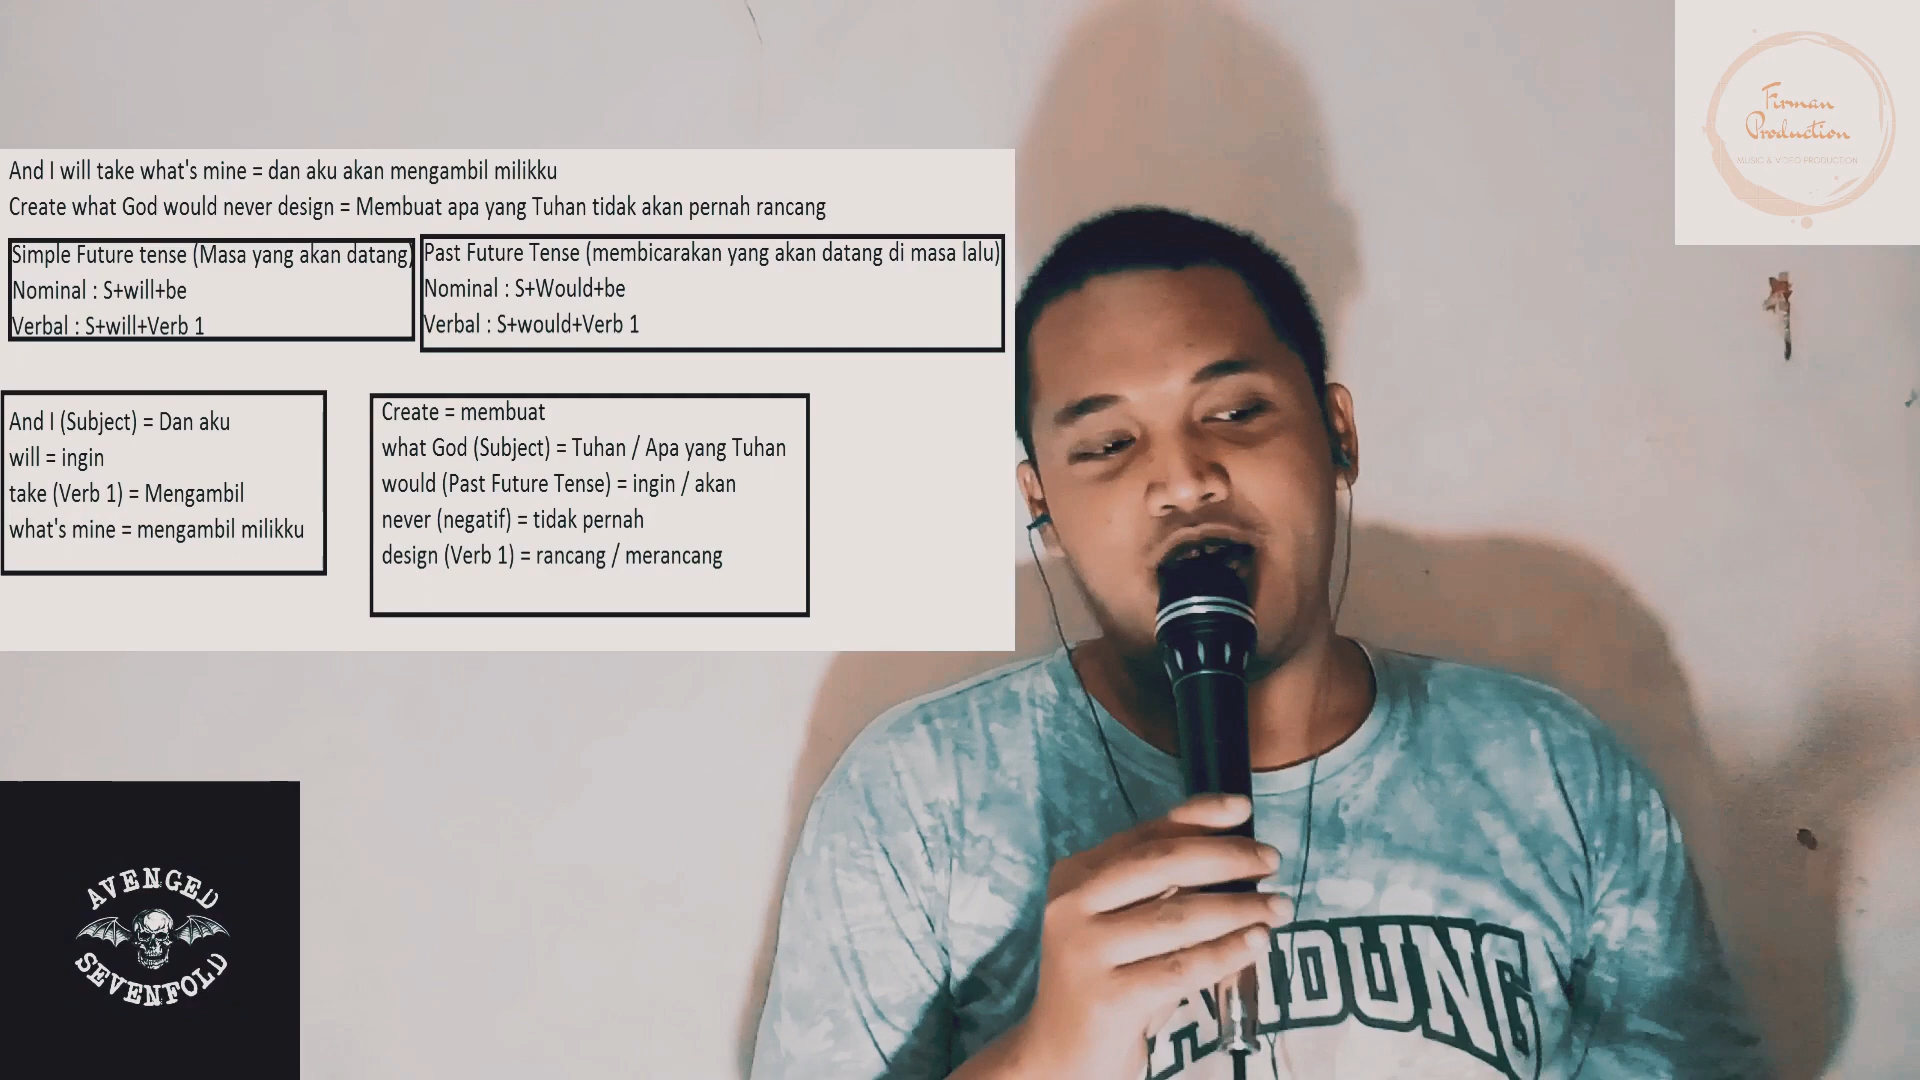 Firman
Production
MUSIC & VIDEO PRODUCTION
And I will take what's mine = dan aku akan mengambil milikku
Create what God would never design = Membuat apa yang Tuhan tidak akan pernah rancang
Simple Future tense (Masa yang akan datang)
Nominal : S+will+be
Verbal : S+will+Verb 1
Past Future Tense (membicarakan yang akan datang di masa lalu)
Nominal : S+Would+be
Verbal : S+would+Verb 1
And I (Subject) = Dan aku
will = ingin
take (Verb 1) = Mengambil
what's mine = mengambil milikku
Create = membuat
what God (Subject) = Tuhan / Apa yang Tuhan
would (Past Future Tense) = ingin / akan
never (negatif) = tidak pernah
design (Verb 1) = rancang / merancang
AVENGED
SEVENFOLD
ANDUNG